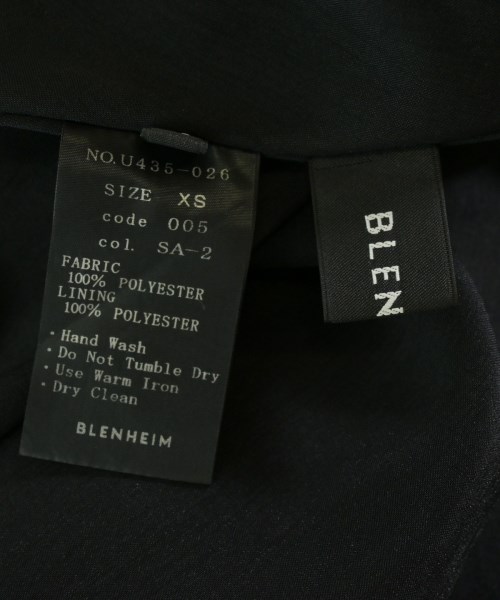 NO.U435-026
SIZE XS
code 005
col. SA-2
FABRIC
100% POLYESTER
LINING
100% POLYESTER
・Hand Wash
・Do Not Tumble Dry
・Use Warm Iron
・Dry Clean
BLENHEIM
BLEN